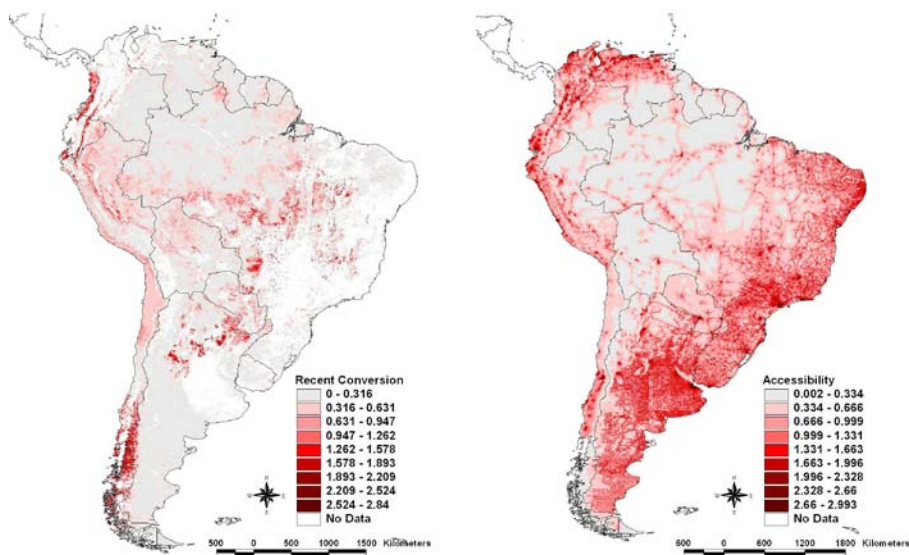 Recent Conversion
0 - 0.316
0.316 - 0.631
0.631 - 0.947
0.947 - 1.262
1.262 - 1.578
1.578 - 1.893
1.893 - 2.209
2.209 - 2.524
2.524 - 2.84
No Data
500 0 500 1000 1500 Kilometers
Accessibility
0.002 - 0.334
0.334 - 0.666
0.666 - 0.999
0.999 - 1.331
1.331 - 1.663
1.663 - 1.996
1.996 - 2.328
2.328 - 2.66
2.66 - 2.993
No Data
600 0 600 1200 1800 Kilometers